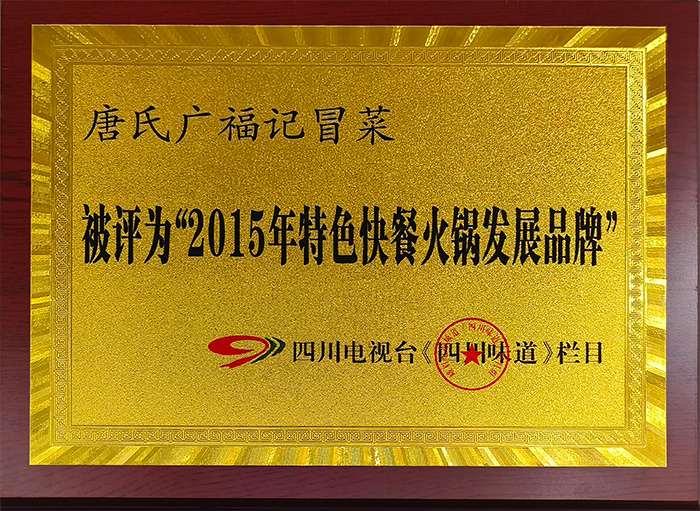 唐氏广福记冒菜
被评为“2015年特色快餐火锅发展品牌”
四川电视台《四川味道》栏目